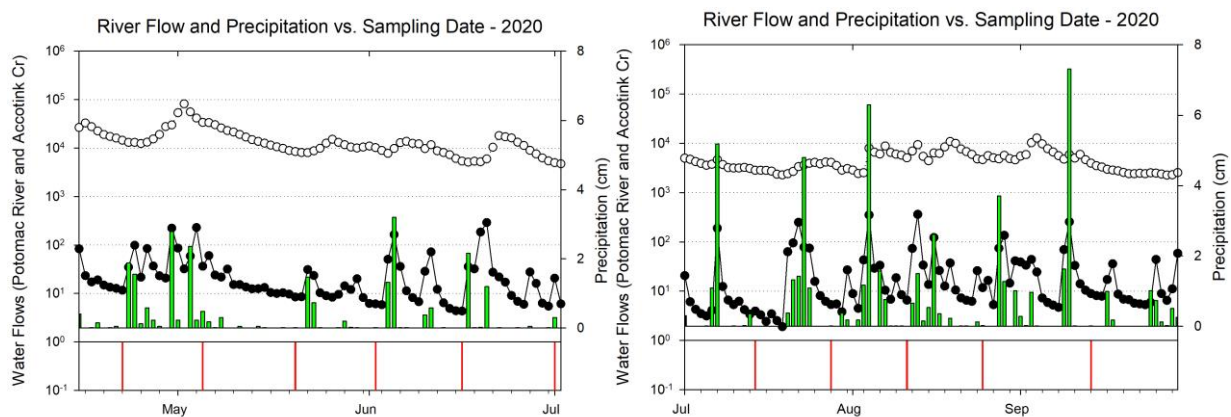 River Flow and Precipitation vs. Sampling Date - 2020
Water Flows (Potomac River and Accotink Cr)
10^6
10^5
10^4
10^3
10^2
10^1
10^0
10^-1
8
6
4
2
0
Precipitation (cm)
May
Jun
Jul
River Flow and Precipitation vs. Sampling Date - 2020
Water Flows (Potomac River and Accotink Cr)
10^6
10^5
10^4
10^3
10^2
10^1
10^0
10^-1
8
6
4
2
0
Precipitation (cm)
Jul
Aug
Sep